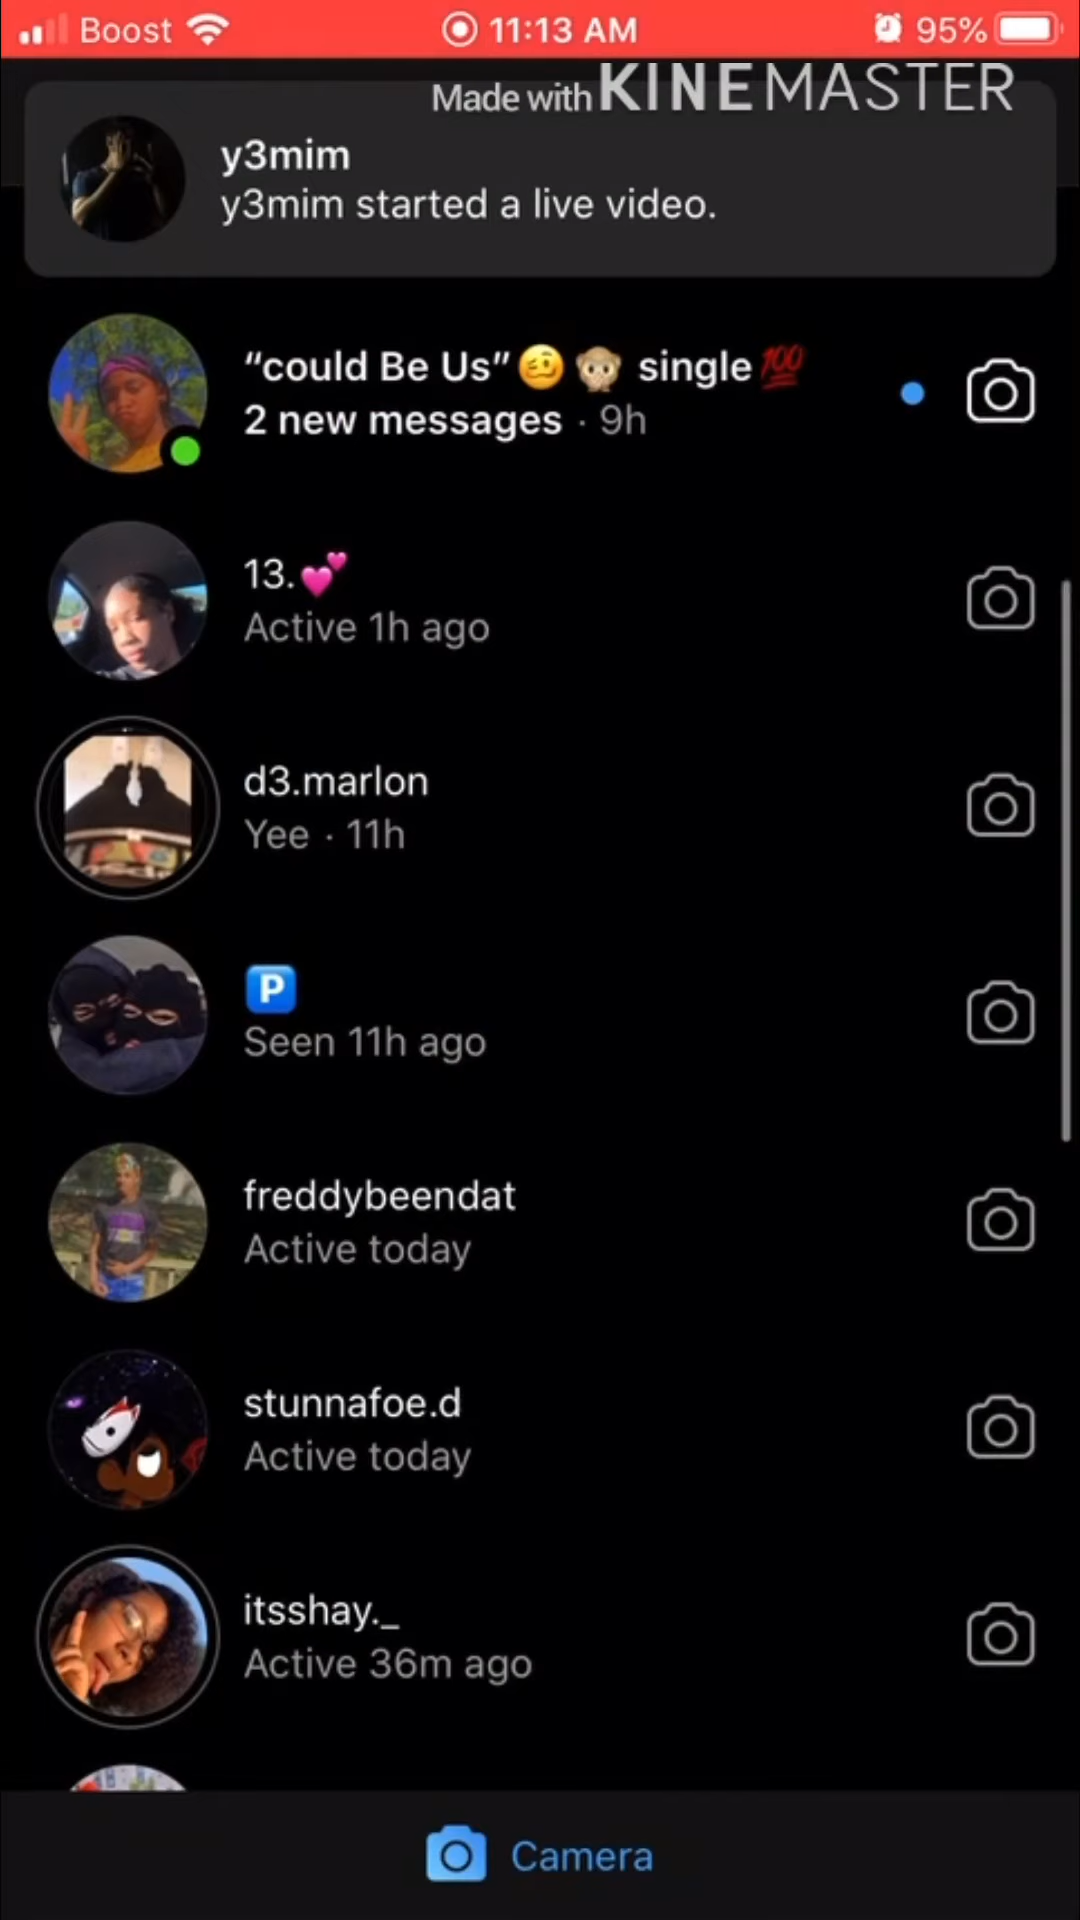 Boost 11:13 AM 95%
Made with KINEMASTER
y3mim
y3mim started a live video.
“could Be Us”🥴🙊 single💯
2 new messages · 9h
13.💕
Active 1h ago
d3.marlon
Yee · 11h
🅿️
Seen 11h ago
freddybeendat
Active today
stunnafoe.d
Active today
itsshay._
Active 36m ago
Camera